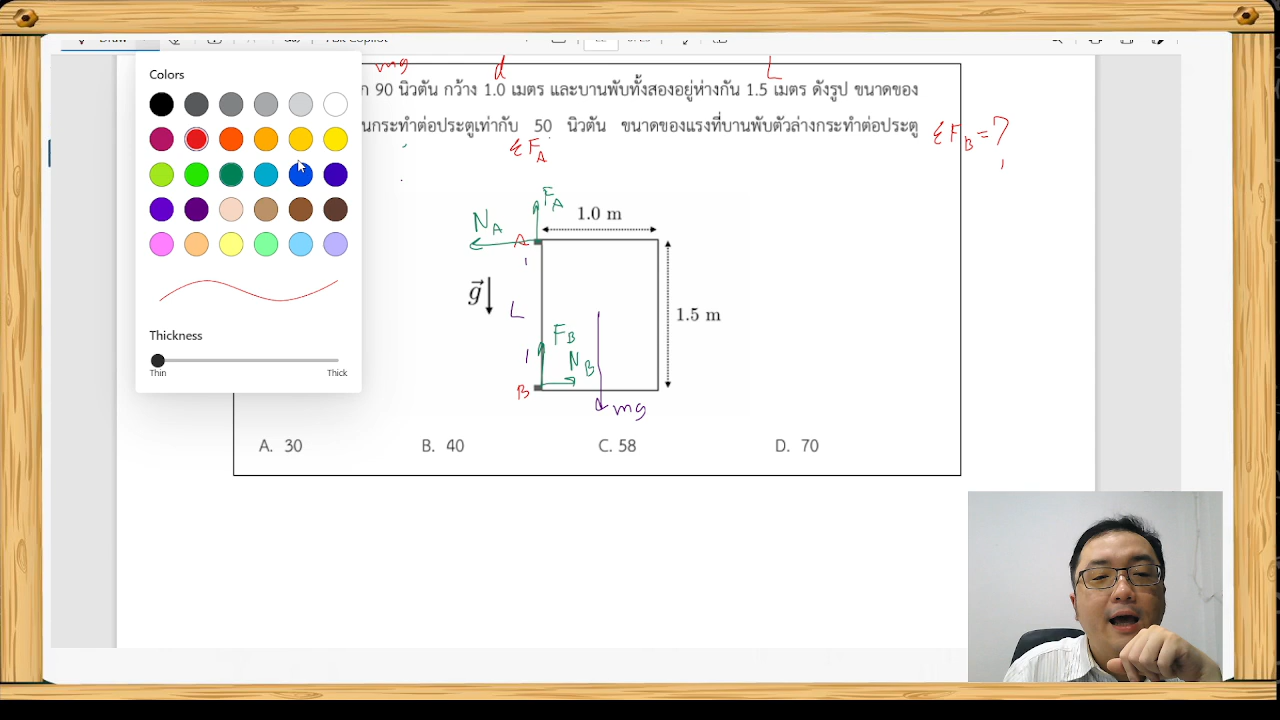 Colors
mg d L
90 นิวตัน กว้าง 1.0 เมตร และบานพับทั้งสองอยู่ห่างกัน 1.5 เมตร ดังรูป ขนาดของ
นกระทำต่อประตูเท่ากับ 50 นิวตัน ขนาดของแรงที่บานพับตัวล่างกระทำต่อประตู
ΣF_A
ΣF_B = ?
F_A
N_A
1.0 m
A
g
L
1.5 m
F_B
N_B
B
mg
Thickness
Thin Thick
A. 30 B. 40 C. 58 D. 70